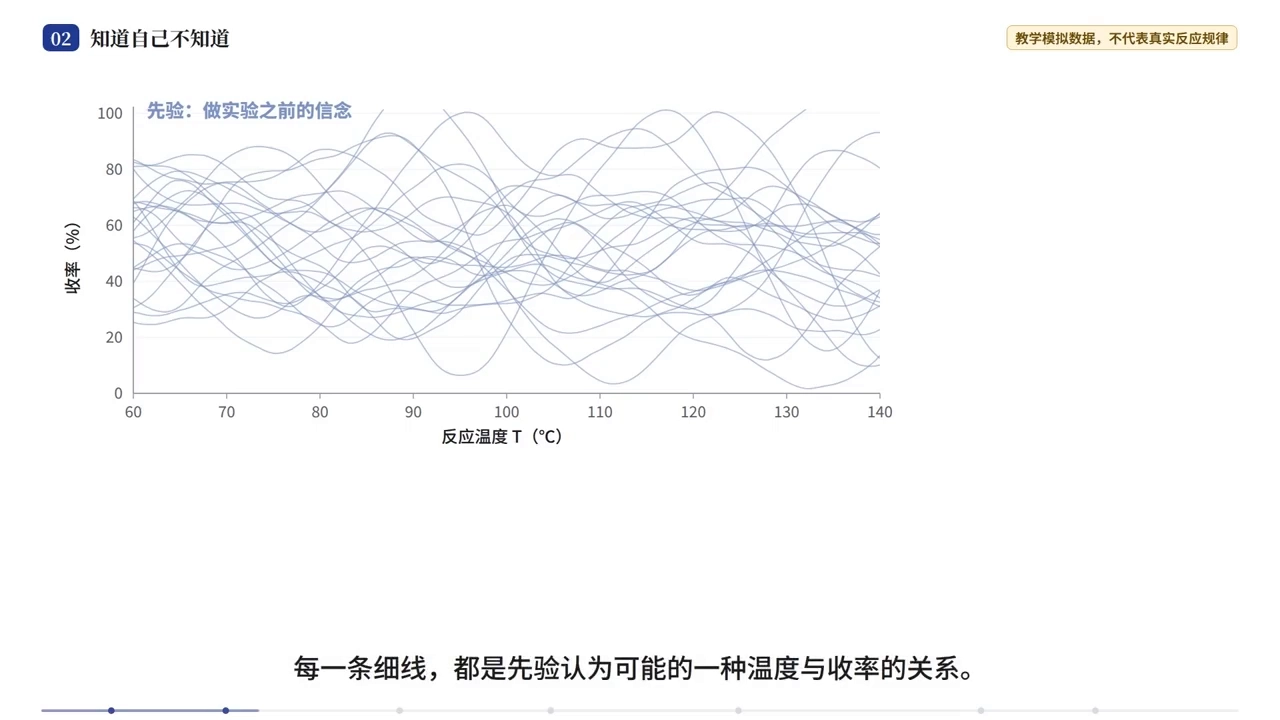 02 知道自己不知道
教学模拟数据，不代表真实反应规律
先验：做实验之前的信念
100
80
60
40
20
0
收率（%）
60 70 80 90 100 110 120 130 140
反应温度 T（℃）
每一条细线，都是先验认为可能的一种温度与收率的关系。